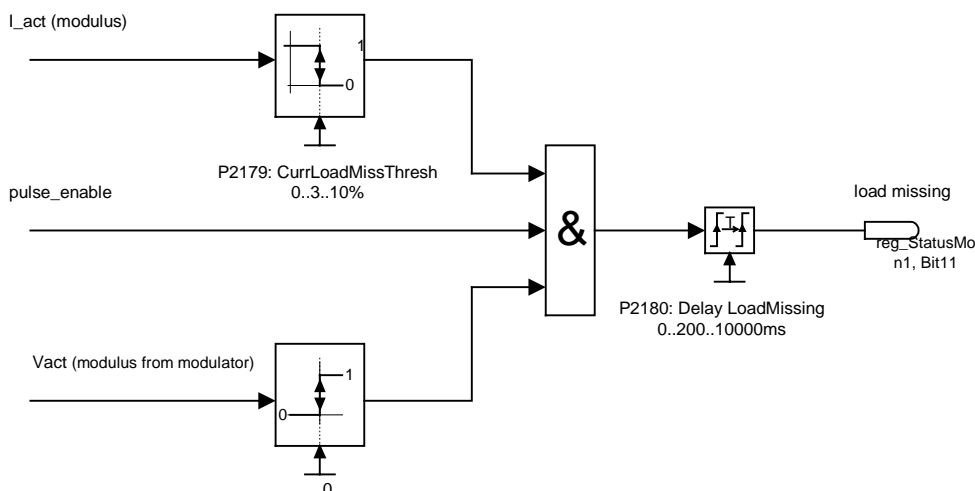 I_act (modulus)
1
0
P2179: CurrLoadMissThresh
0..3..10%
pulse_enable
load missing
&
T
reg_StatusMo
n1, Bit11
P2180: Delay LoadMissing
0..200..10000ms
Vact (modulus from modulator)
1
0
0